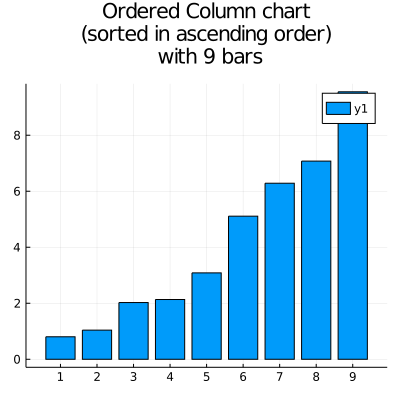 Ordered Column chart
(sorted in ascending order)
with 9 bars
y1
8
6
4
2
0
1 2 3 4 5 6 7 8 9